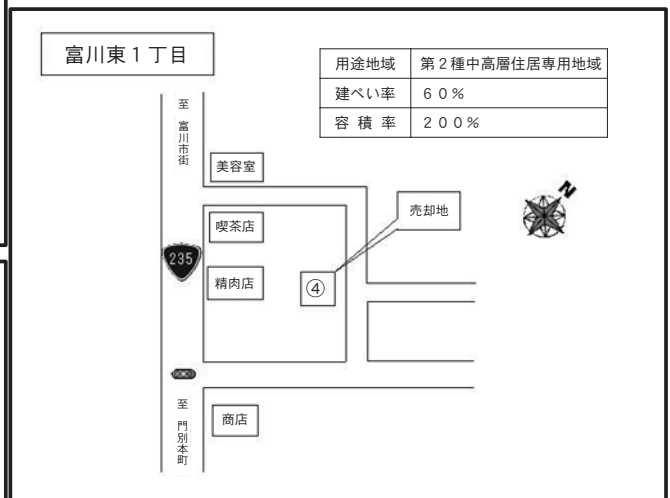 富川東１丁目
用途地域 第２種中高層住居専用地域
建ぺい率 ６０％
容積率 ２００％
至 富川市街
美容室
喫茶店
売却地
N
235
精肉店
④
至 門別本町
商店